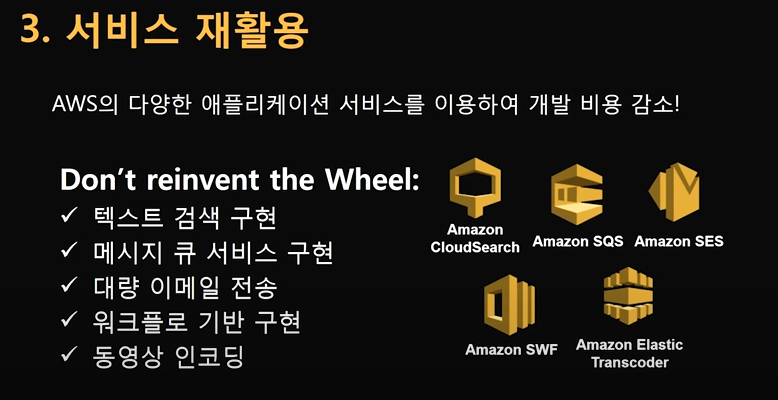 3. 서비스 재활용
AWS의 다양한 애플리케이션 서비스를 이용하여 개발 비용 감소!
Don’t reinvent the Wheel:
✓ 텍스트 검색 구현
✓ 메시지 큐 서비스 구현
✓ 대량 이메일 전송
✓ 워크플로 기반 구현
✓ 동영상 인코딩
Amazon
CloudSearch
Amazon SQS
Amazon SES
Amazon SWF
Amazon Elastic
Transcoder